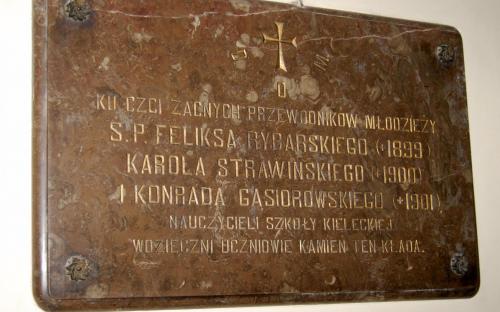 D
O
M.
KU CZCI ZACNYCH PRZEWODNIKÓW MŁODZIEŻY
Ś.P. FELIKSA RYBARSKIEGO (+1899)
KAROLA STRAWIŃSKIEGO (+1900)
I KONRADA GĄSIOROWSKIEGO (+1901)
NAUCZYCIELI SZKOŁY KIELECKIEJ
WDZIĘCZNI UCZNIOWIE KAMIEŃ TEN KŁADĄ.